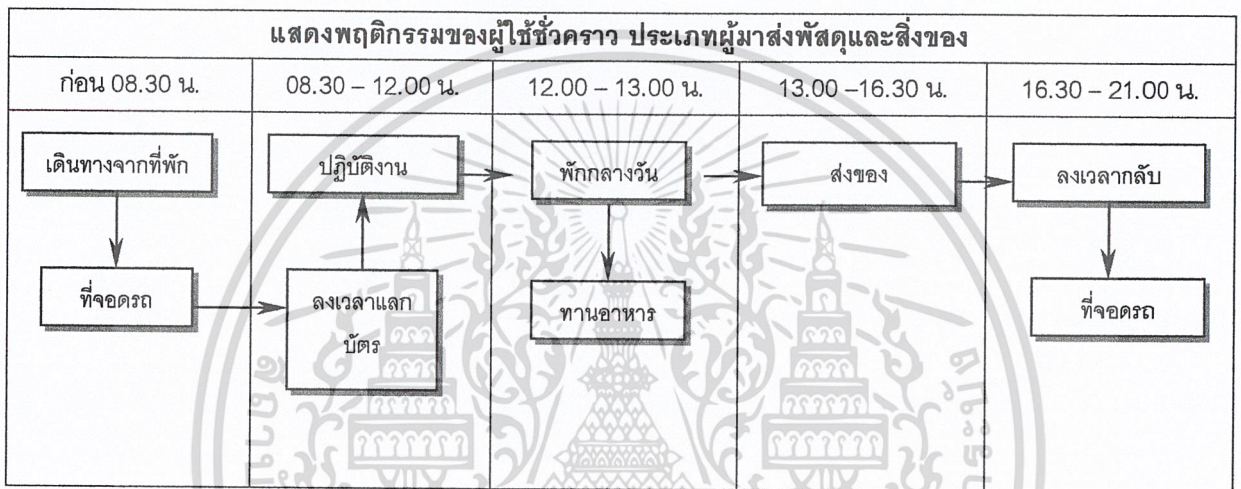 แสดงพฤติกรรมของผู้ใช้ชั่วคราว ประเภทผู้มาส่งพัสดุและสิ่งของ
ก่อน 08.30 น.
08.30 – 12.00 น.
12.00 – 13.00 น.
13.00 –16.30 น.
16.30 – 21.00 น.
เดินทางจากที่พัก
ที่จอดรถ
ลงเวลาแลก
บัตร
ปฏิบัติงาน
พักกลางวัน
ทานอาหาร
ส่งของ
ลงเวลากลับ
ที่จอดรถ